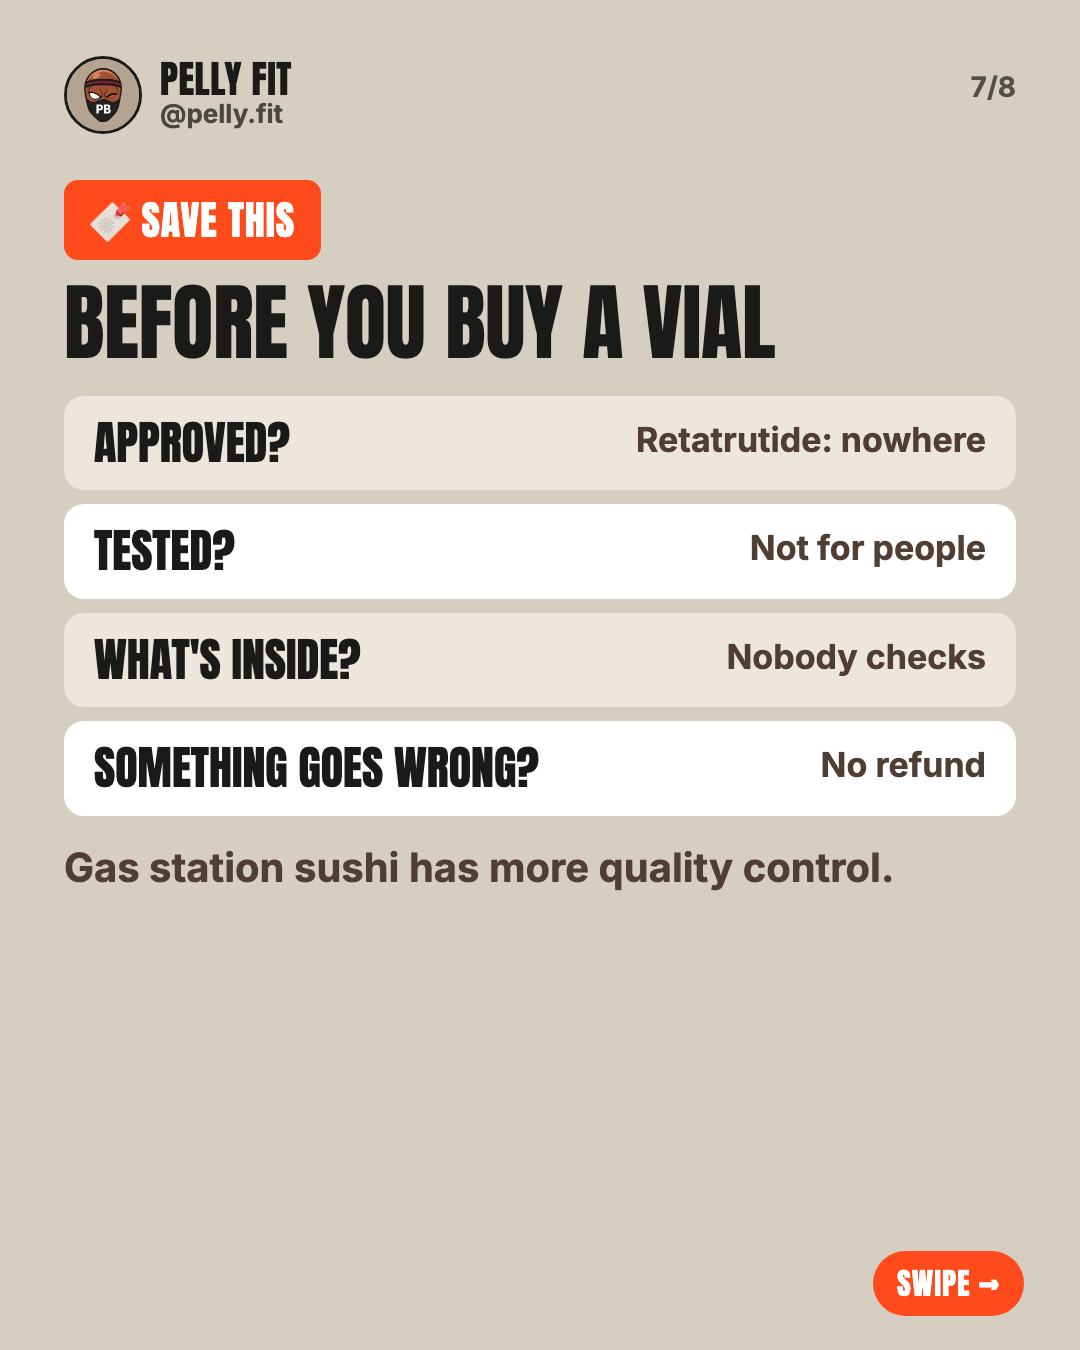 PB
PELLY FIT
@pelly.fit
7/8
SAVE THIS
BEFORE YOU BUY A VIAL
APPROVED? Retatrutide: nowhere
TESTED? Not for people
WHAT'S INSIDE? Nobody checks
SOMETHING GOES WRONG? No refund
Gas station sushi has more quality control.
SWIPE →